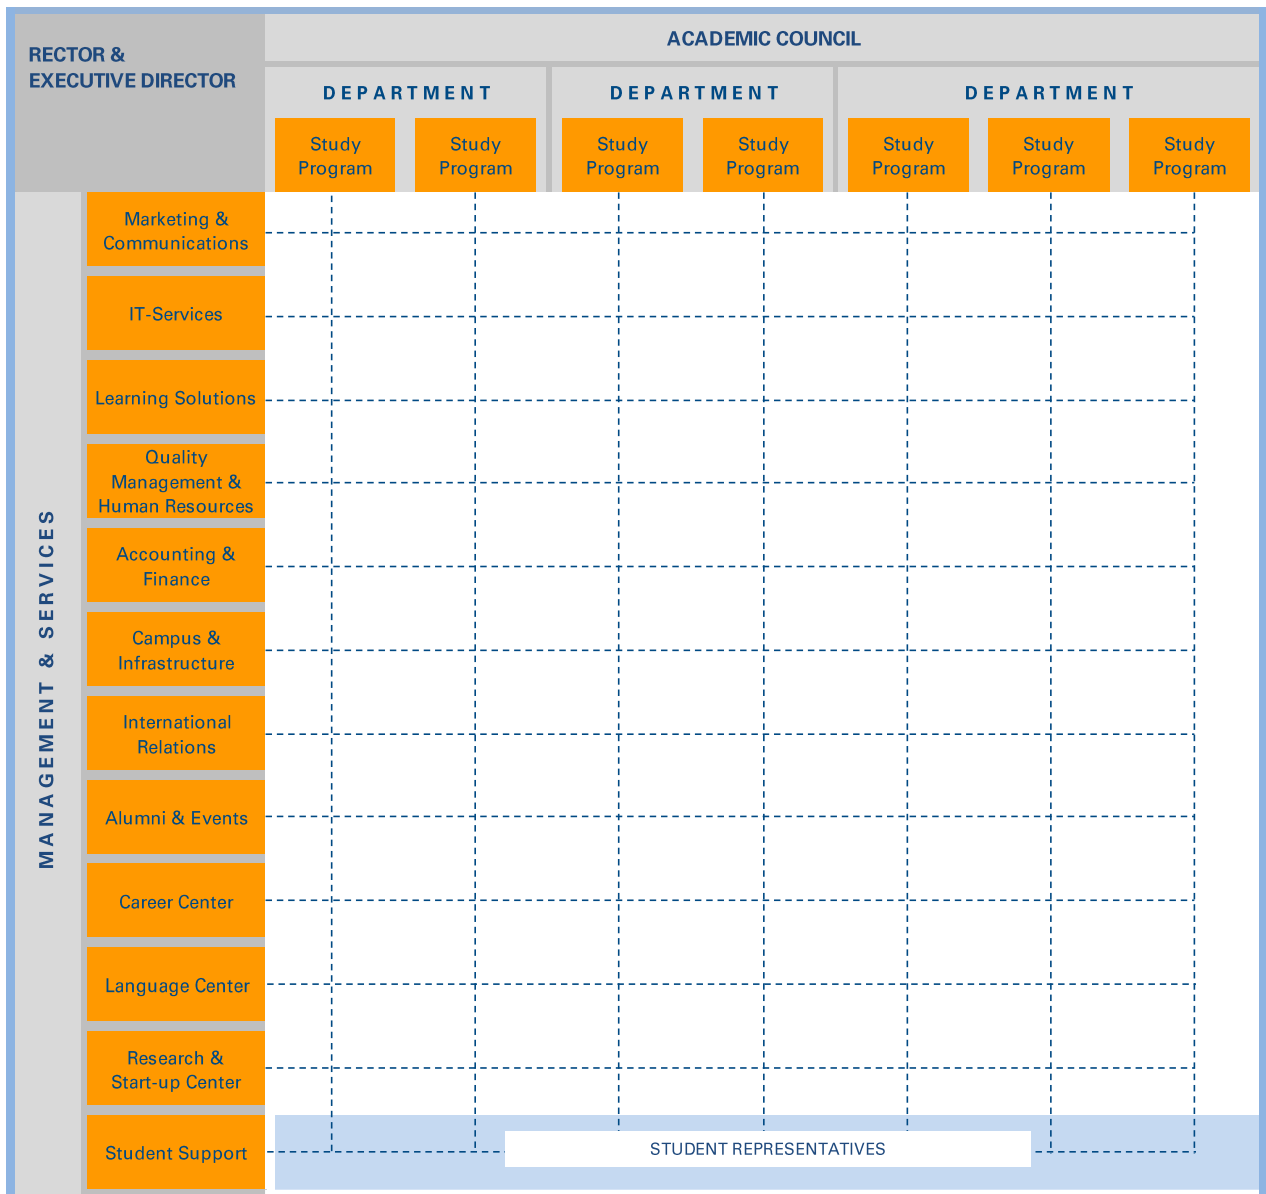 RECTOR &
EXECUTIVE DIRECTOR
ACADEMIC COUNCIL
DEPARTMENT
DEPARTMENT
DEPARTMENT
Study
Program
Study
Program
Study
Program
Study
Program
Study
Program
Study
Program
Study
Program
MANAGEMENT & SERVICES
Marketing &
Communications
IT-Services
Learning Solutions
Quality
Management &
Human Resources
Accounting &
Finance
Campus &
Infrastructure
International
Relations
Alumni & Events
Career Center
Language Center
Research &
Start-up Center
Student Support
STUDENT REPRESENTATIVES